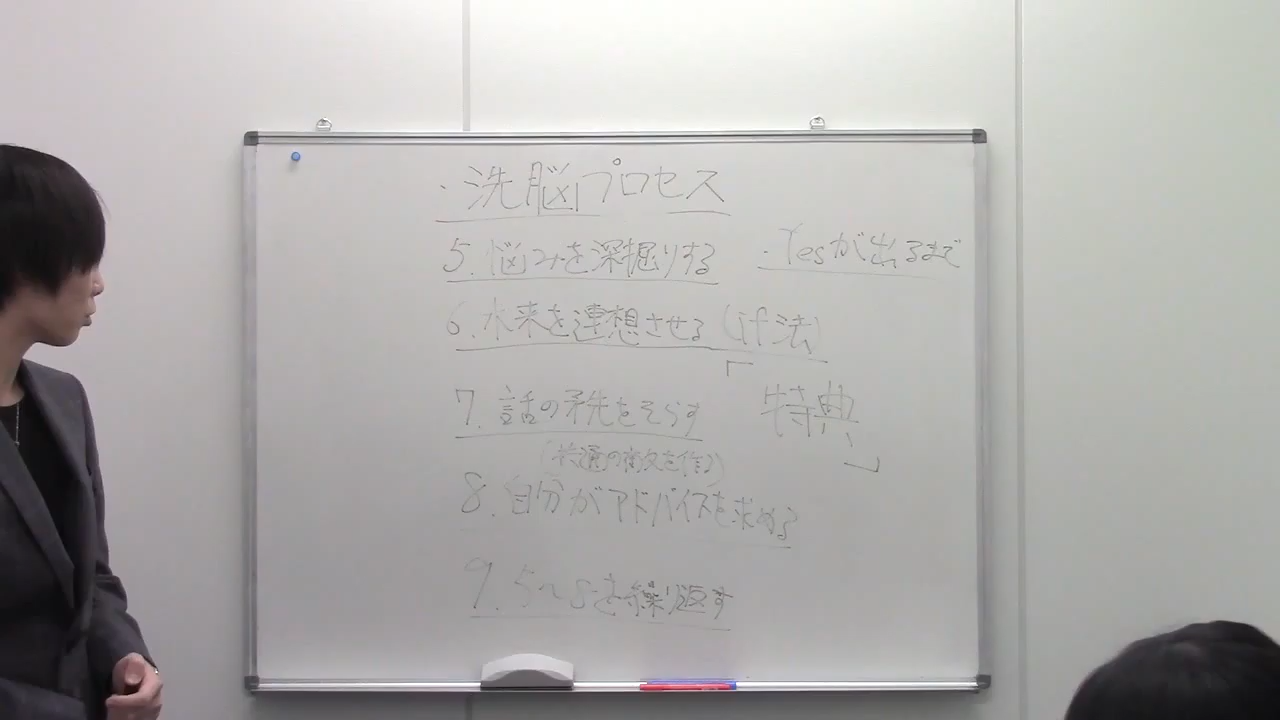 ・洗脳プロセス
5. 悩みを深掘りする ・Yesが出るまで
6. 未来を連想させる (if法)
7. 話の矛先をそらす 「特典」
(共通の敵を作る)
8. 自分がアドバイスを求める
9. 5~8を繰り返す